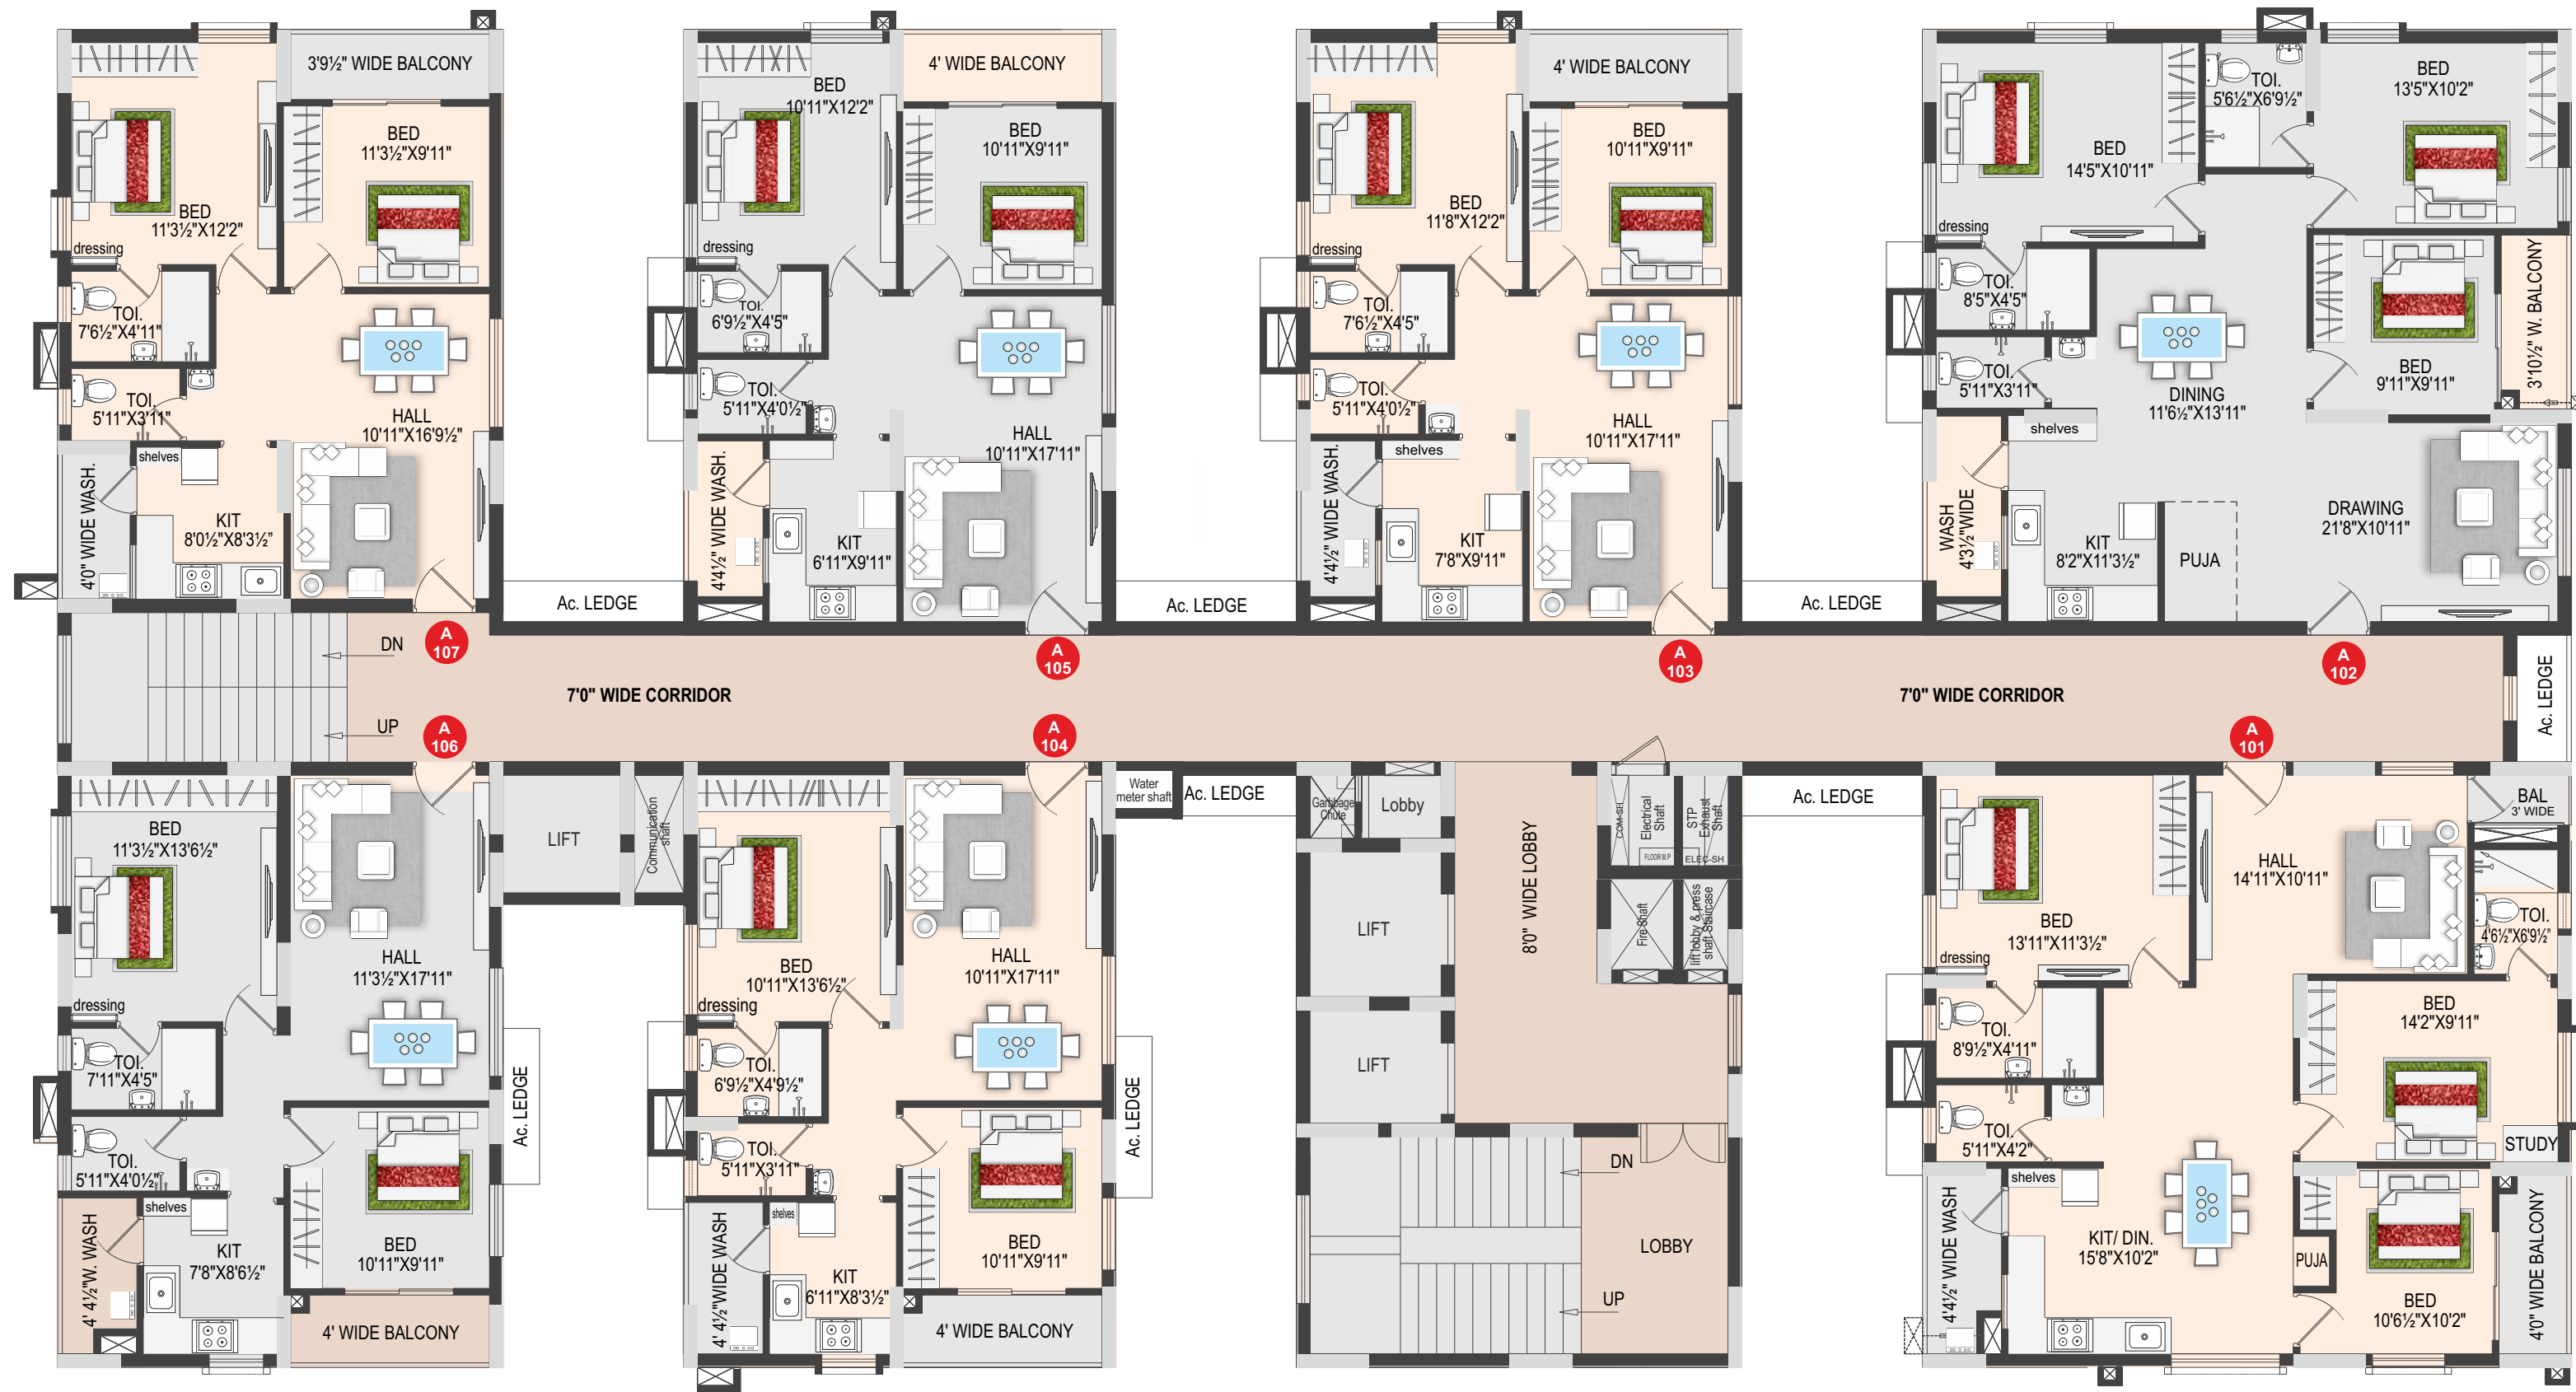 3'9½" WIDE BALCONY
BED
11'3½"X12'2"
BED
11'3½"X9'11"
dressing
TOI.
7'6½"X4'11"
TOI.
5'11"X3'11"
HALL
10'11"X16'9½"
shelves
4'0" WIDE WASH.
KIT
8'0½"X8'3½"
A
107
4' WIDE BALCONY
BED
10'11"X12'2"
BED
10'11"X9'11"
dressing
TOI.
6'9½"X4'5"
TOI.
5'11"X4'0½"
HALL
10'11"X17'11"
4'4½" WIDE WASH.
KIT
6'11"X9'11"
Ac. LEDGE
A
105
4' WIDE BALCONY
BED
11'8"X12'2"
BED
10'11"X9'11"
dressing
TOI.
7'6½"X4'5"
TOI.
5'11"X4'0½"
HALL
10'11"X17'11"
shelves
4'4½" WIDE WASH.
KIT
7'8"X9'11"
Ac. LEDGE
A
103
BED
14'5"X10'11"
TOI.
5'6½"X6'9½"
BED
13'5"X10'2"
dressing
TOI.
8'5"X4'5"
TOI.
5'11"X3'11"
3'10½" W. BALCONY
BED
9'11"X9'11"
DINING
11'6½"X13'11"
shelves
WASH
4'3½"WIDE
KIT
8'2"X11'3½"
PUJA
DRAWING
21'8"X10'11"
Ac. LEDGE
A
102
DN
UP
7'0" WIDE CORRIDOR
7'0" WIDE CORRIDOR
Ac. LEDGE
A
106
BED
11'3½"X13'6½"
HALL
11'3½"X17'11"
dressing
TOI.
7'11"X4'5"
TOI.
5'11"X4'0½"
shelves
4' 4½"W. WASH
KIT
7'8"X8'6½"
BED
10'11"X9'11"
4' WIDE BALCONY
LIFT
Communication
shaft
Ac. LEDGE
A
104
BED
10'11"X13'6½"
HALL
10'11"X17'11"
dressing
TOI.
6'9½"X4'9½"
TOI.
5'11"X3'11"
shelves
4' 4½"WIDE WASH
KIT
6'11"X8'3½"
BED
10'11"X9'11"
4' WIDE BALCONY
Water
meter shaft
Ac. LEDGE
Ac. LEDGE
Garbbage
Chute
Lobby
LIFT
LIFT
8'0" WIDE LOBBY
COM-SH
Electrical
Shaft
FLOOR M.P
STP
Exhaust
Shaft
ELEC-SH
Fire Shaft
lift lobby & press
shaft Staircase
DN
LOBBY
UP
Ac. LEDGE
A
101
BED
13'11"X11'3½"
HALL
14'11"X10'11"
BAL
3' WIDE
TOI.
4'6½"X6'9½"
dressing
TOI.
8'9½"X4'11"
TOI.
5'11"X4'2"
BED
14'2"X9'11"
STUDY
shelves
4'4½" WIDE WASH
KIT/ DIN.
15'8"X10'2"
PUJA
BED
10'6½"X10'2"
4'0" WIDE BALCONY